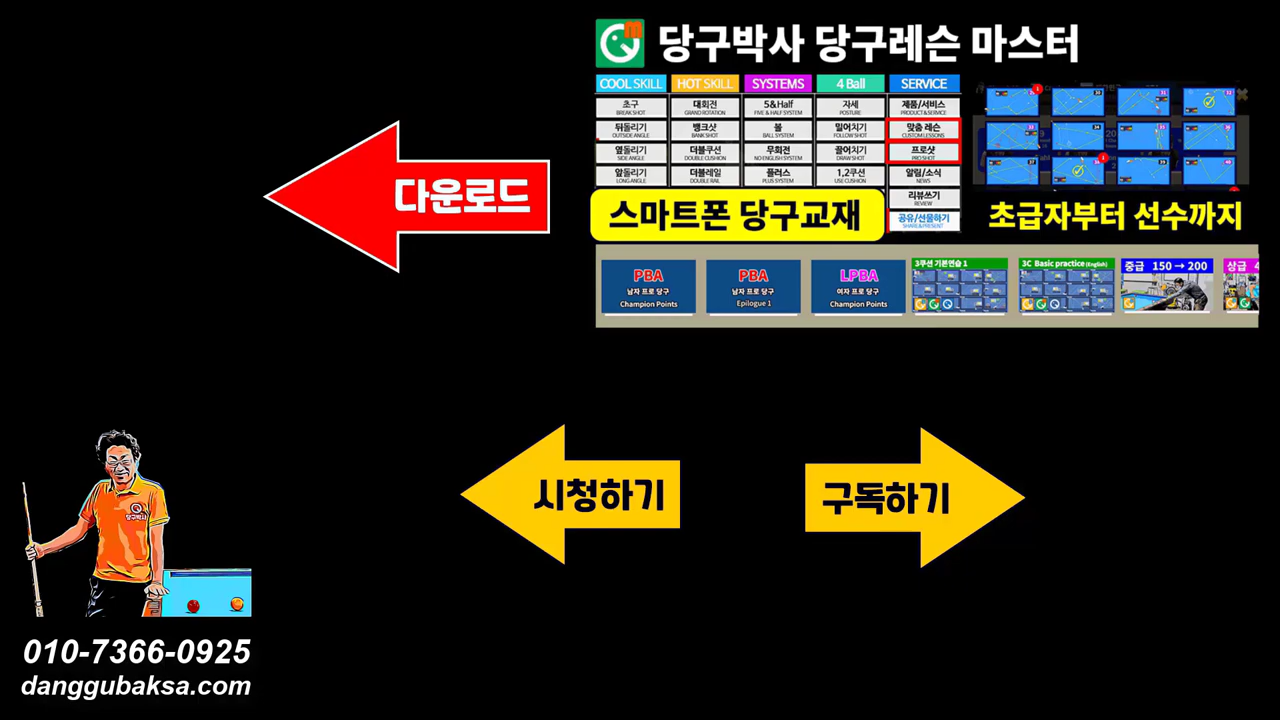 당구박사 당구레슨 마스터
COOL SKILL HOT SKILL SYSTEMS 4 Ball SERVICE
초구 대회전 5&Half 자세 제품/서비스
BREAK SHOT GRAND ROTATION FIVE & HALF SYSTEM POSTURE PRODUCT & SERVICE
뒤돌리기 뱅크샷 볼 밀어치기 맞춤 레슨
OUTSIDE ANGLE BANK SHOT BALL SYSTEM FOLLOW SHOT CUSTOM LESSONS
옆돌리기 더블쿠션 무회전 끌어치기 프로샷
SIDE ANGLE DOUBLE CUSHION NO ENGLISH SYSTEM DRAW SHOT PRO SHOT
앞돌리기 더블레일 플러스 1,2쿠션 알림/소식
LONG ANGLE DOUBLE RAIL PLUS SYSTEM USE CUSHION NEWS
리뷰쓰기
REVIEW
공유/선물하기
SHARE & PRESENT
다운로드
스마트폰 당구교재
초급자부터 선수까지
PBA PBA LPBA 3쿠션 기본연습 1 3C Basic practice (English) 중급 150 → 200 상급 4
남자 프로 당구 남자 프로 당구 여자 프로 당구
Champion Points Epilogue 1 Champion Points
시청하기
구독하기
당구박사
010-7366-0925
danggubaksa.com